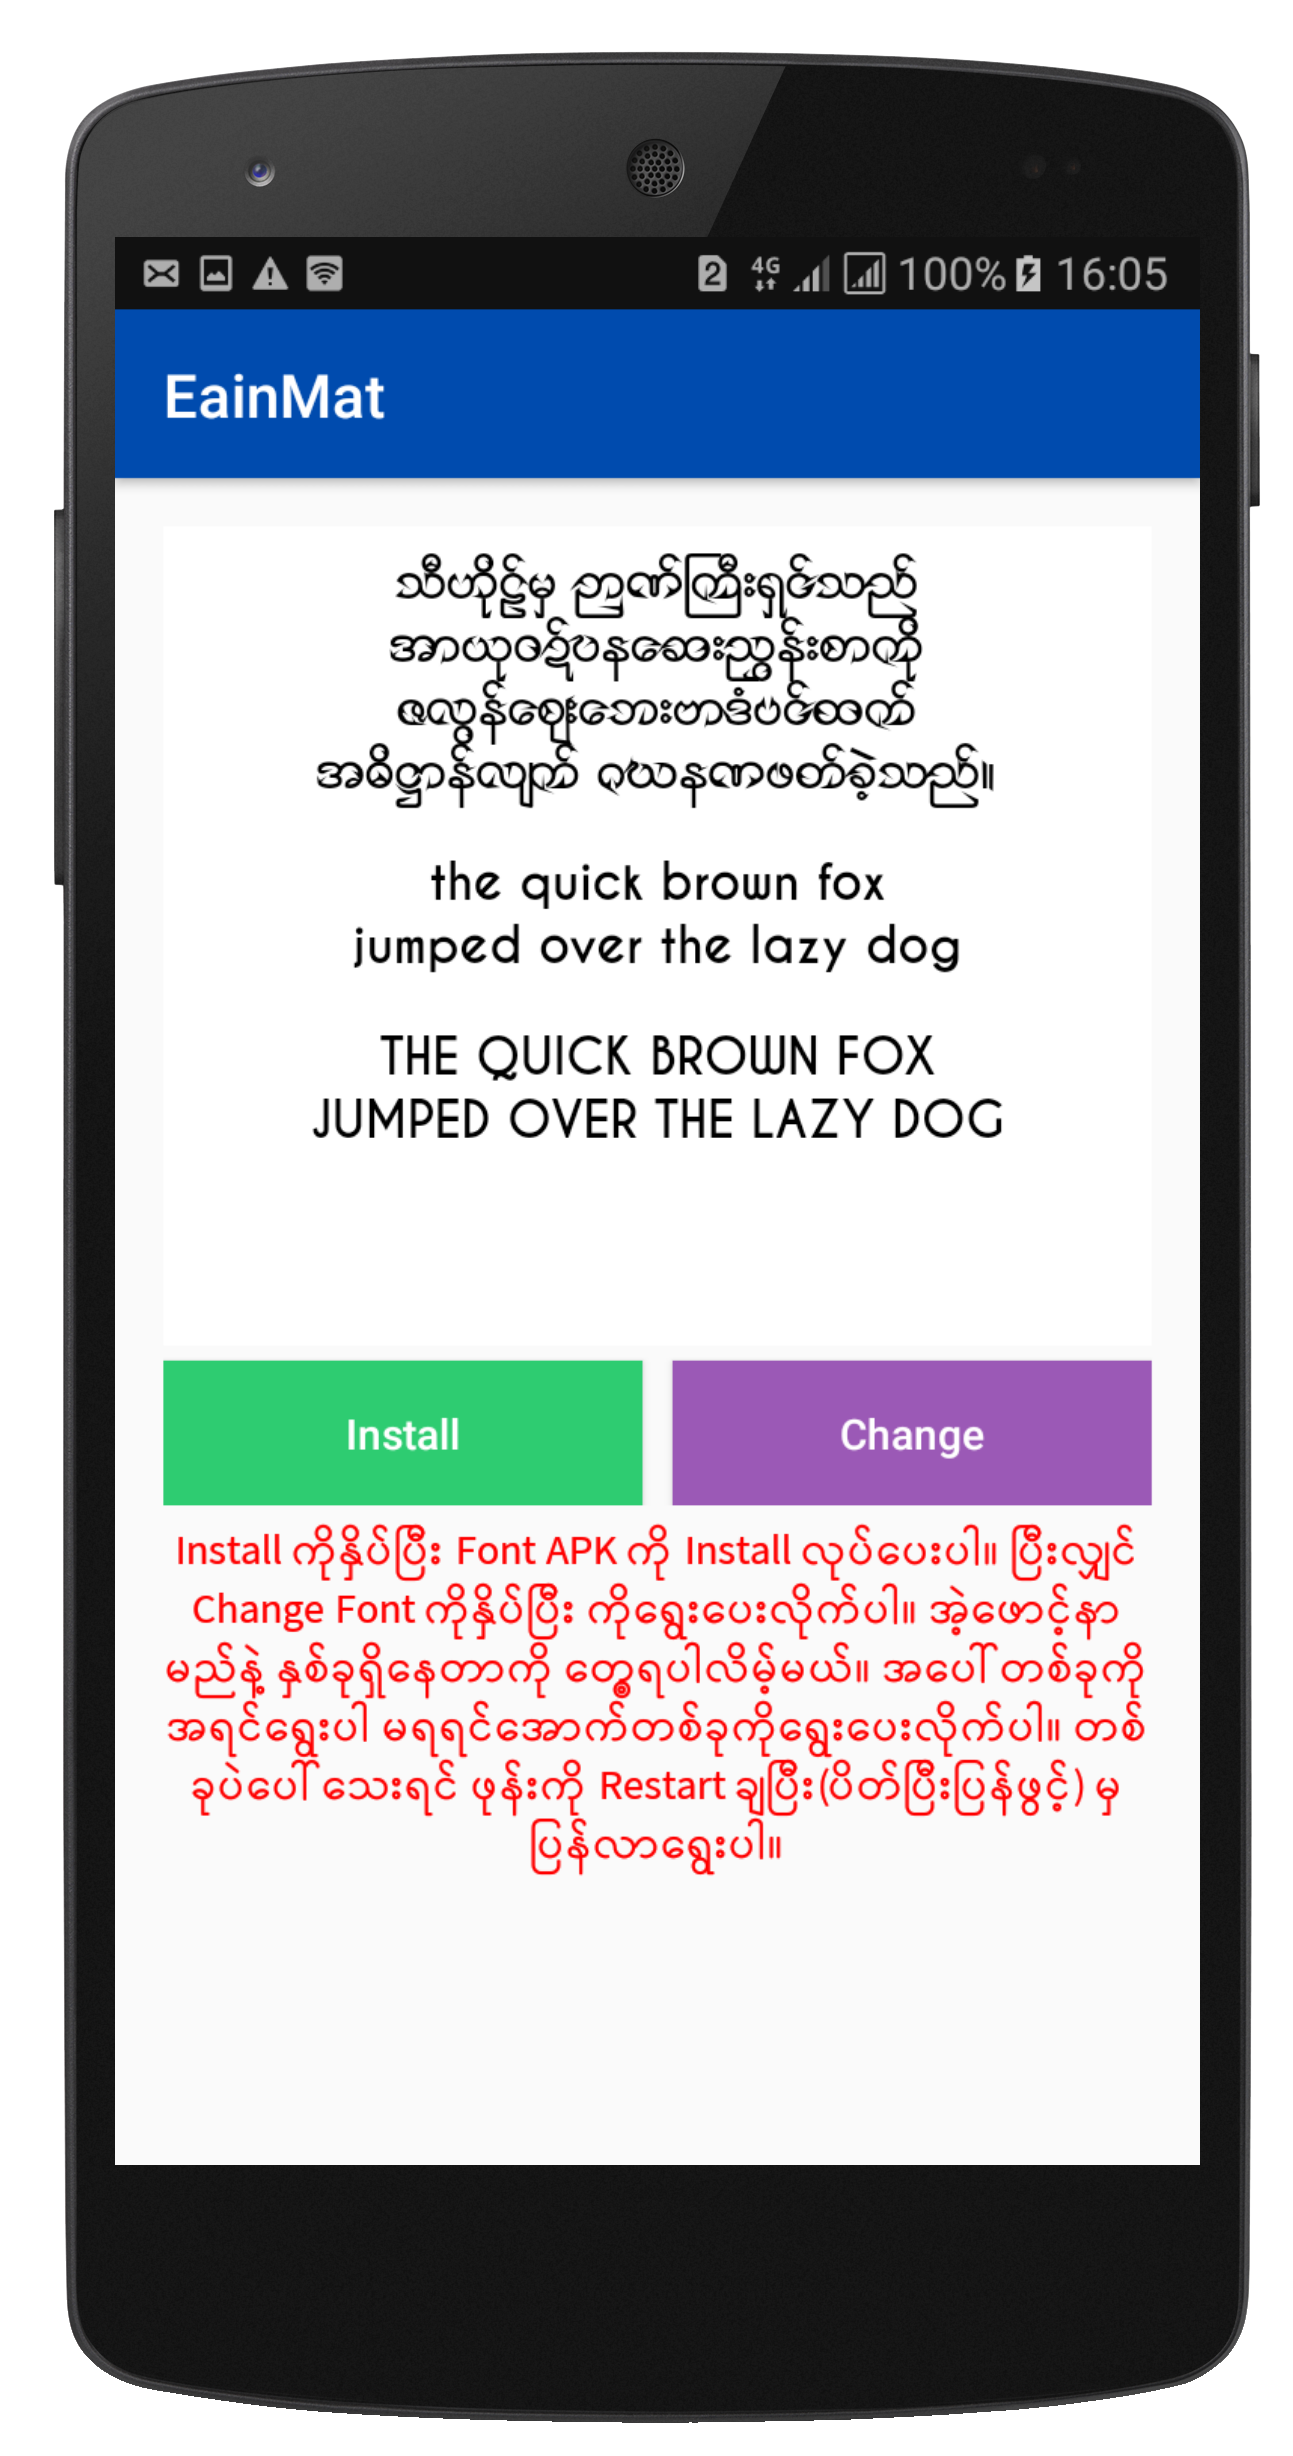 2 4G 100% 16:05
EainMat
သီဟိုဠ်မှ ဉာဏ်ကြီးရှင်သည်
အာယုဝဍ္ဎနဆေးညွှန်းစာကို
ဇလွန်ဈေးဘေးဗာဒံပင်ထက်
အဓိဋ္ဌာန်လျက် ဂဃနဏဖတ်ခဲ့သည်။
the quick brown fox
jumped over the lazy dog
THE QUICK BROWN FOX
JUMPED OVER THE LAZY DOG
Install Change
Install ကိုနှိပ်ပြီး Font APK ကို Install လုပ်ပေးပါ။ ပြီးလျှင်
Change Font ကိုနှိပ်ပြီး ကိုရွေးပေးလိုက်ပါ။ အဲ့ဖောင့်နာ
မည်နဲ့ နှစ်ခုရှိနေတာကို တွေ့ရပါလိမ့်မယ်။ အပေါ်တစ်ခုကို
အရင်ရွေးပါ မရရင်အောက်တစ်ခုကိုရွေးပေးလိုက်ပါ။ တစ်
ခုပဲပေါ်သေးရင် ဖုန်းကို Restart ချပြီး(ပိတ်ပြီးပြန်ဖွင့်) မှ
ပြန်လာရွေးပါ။